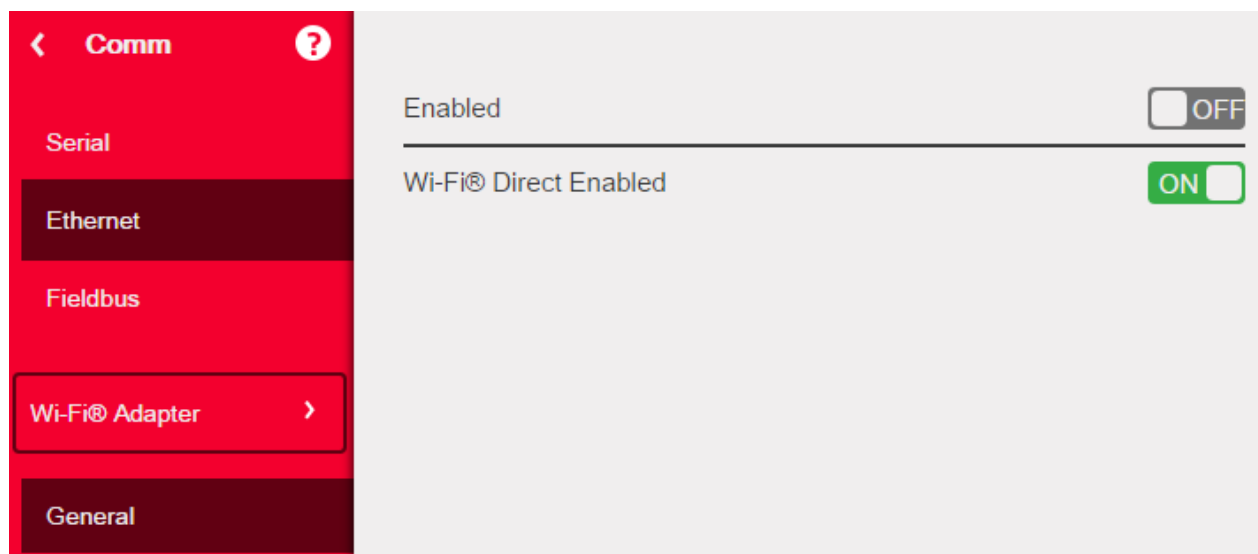 Comm ?
Serial
Ethernet
Fieldbus
Wi-Fi® Adapter
General
Enabled OFF
Wi-Fi® Direct Enabled ON